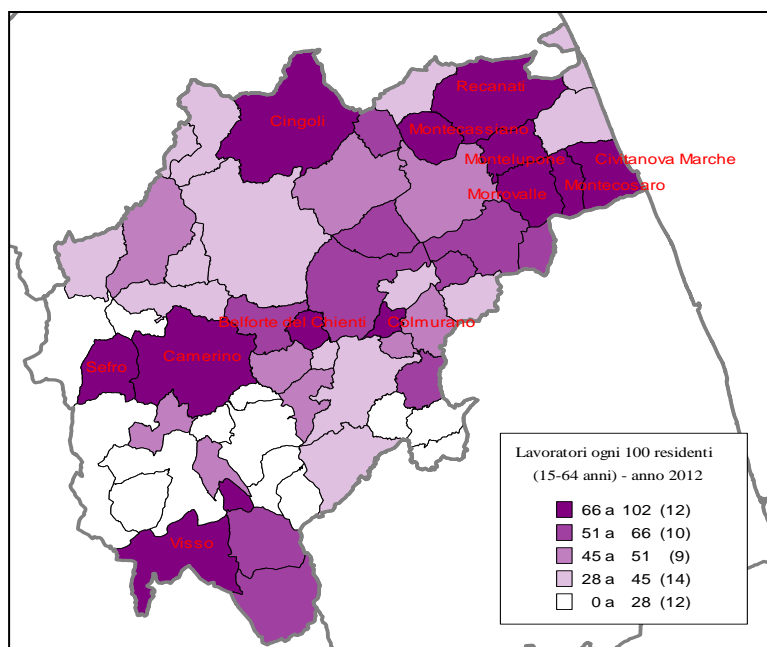 Recanati
Cingoli
Montecassiano
Montelupone
Civitanova Marche
Morrovalle
Montecosaro
Belforte del Chienti
Colmurano
Camerino
Sefro
Visso
Lavoratori ogni 100 residenti
(15-64 anni) - anno 2012
66 a 102 (12)
51 a 66 (10)
45 a 51 (9)
28 a 45 (14)
0 a 28 (12)